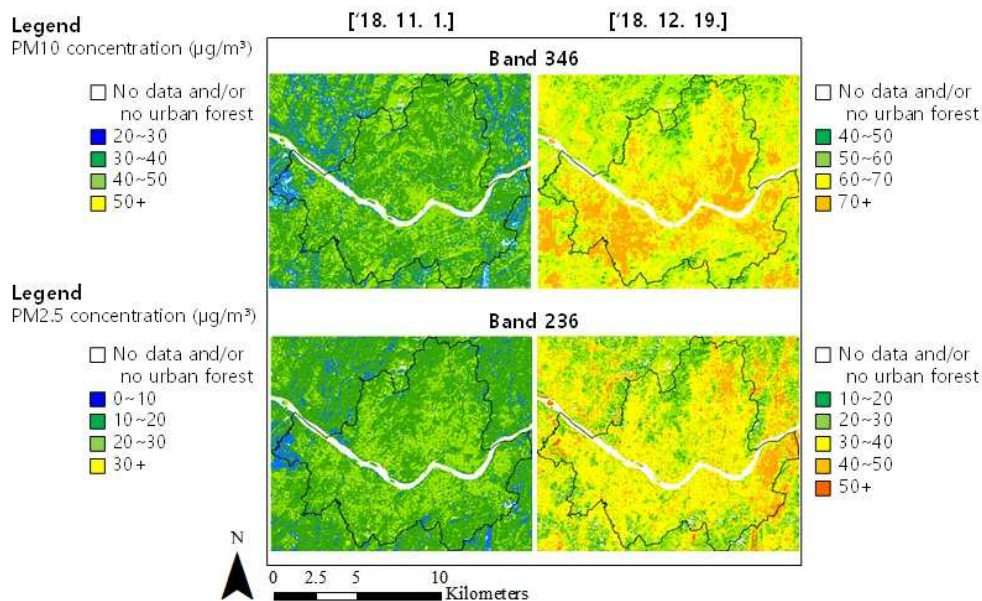 ['18. 11. 1.]
['18. 12. 19.]
Legend
PM10 concentration (µg/m³)
No data and/or
no urban forest
20~30
30~40
40~50
50+
Band 346
No data and/or
no urban forest
40~50
50~60
60~70
70+
Legend
PM2.5 concentration (µg/m³)
No data and/or
no urban forest
0~10
10~20
20~30
30+
Band 236
No data and/or
no urban forest
10~20
20~30
30~40
40~50
50+
N
0 2.5 5 10
Kilometers